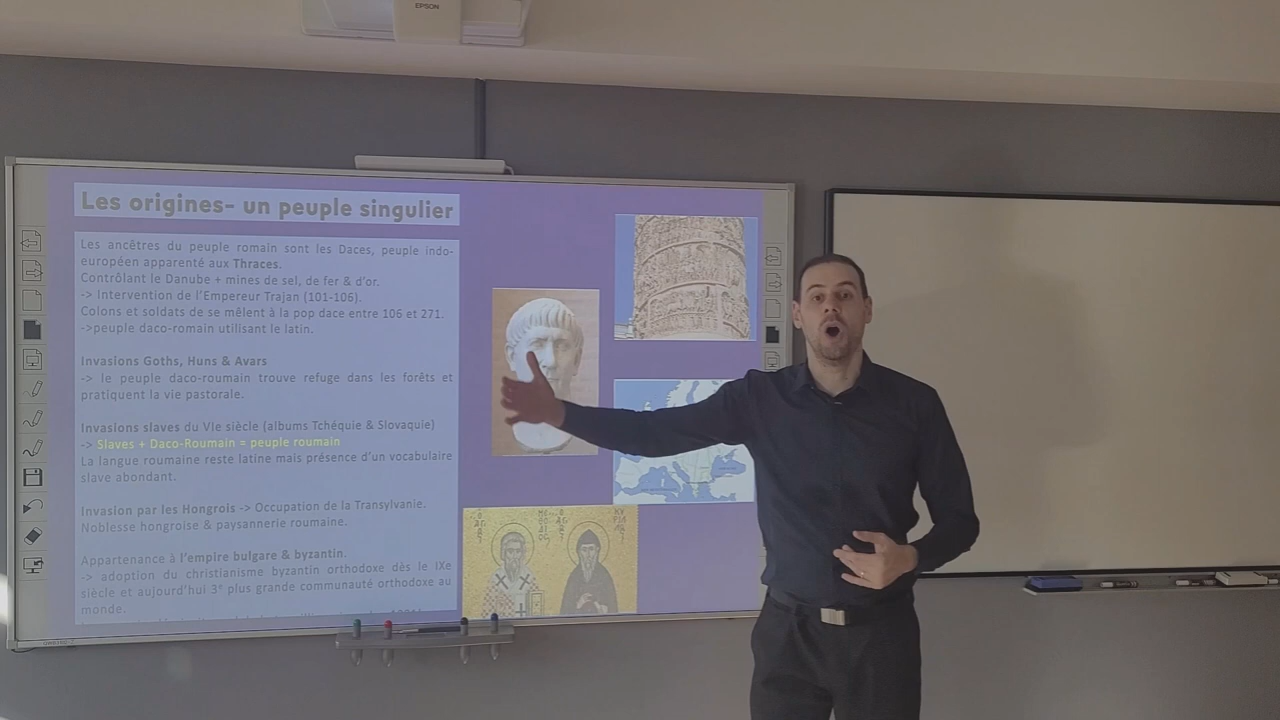 EPSON
Les origines- un peuple singulier
Les ancêtres du peuple romain sont les Daces, peuple indo-
européen apparenté aux Thraces.
Contrôlant le Danube + mines de sel, de fer & d'or.
-> Intervention de l'Empereur Trajan (101-106).
Colons et soldats de se mêlent à la pop dace entre 106 et 271.
->peuple daco-romain utilisant le latin.
Invasions Goths, Huns & Avars
-> le peuple daco-roumain trouve refuge dans les forêts et
pratiquent la vie pastorale.
Invasions slaves du VIe siècle (albums Tchéquie & Slovaquie)
-> Slaves + Daco-Roumain = peuple roumain
La langue roumaine reste latine mais présence d'un vocabulaire
slave abondant.
Invasion par les Hongrois -> Occupation de la Transylvanie.
Noblesse hongroise & paysannerie roumaine.
Appartenance à l'empire bulgare & byzantin.
-> adoption du christianisme byzantin orthodoxe dès le IXe
siècle et aujourd'hui 3e plus grande communauté orthodoxe au
monde.